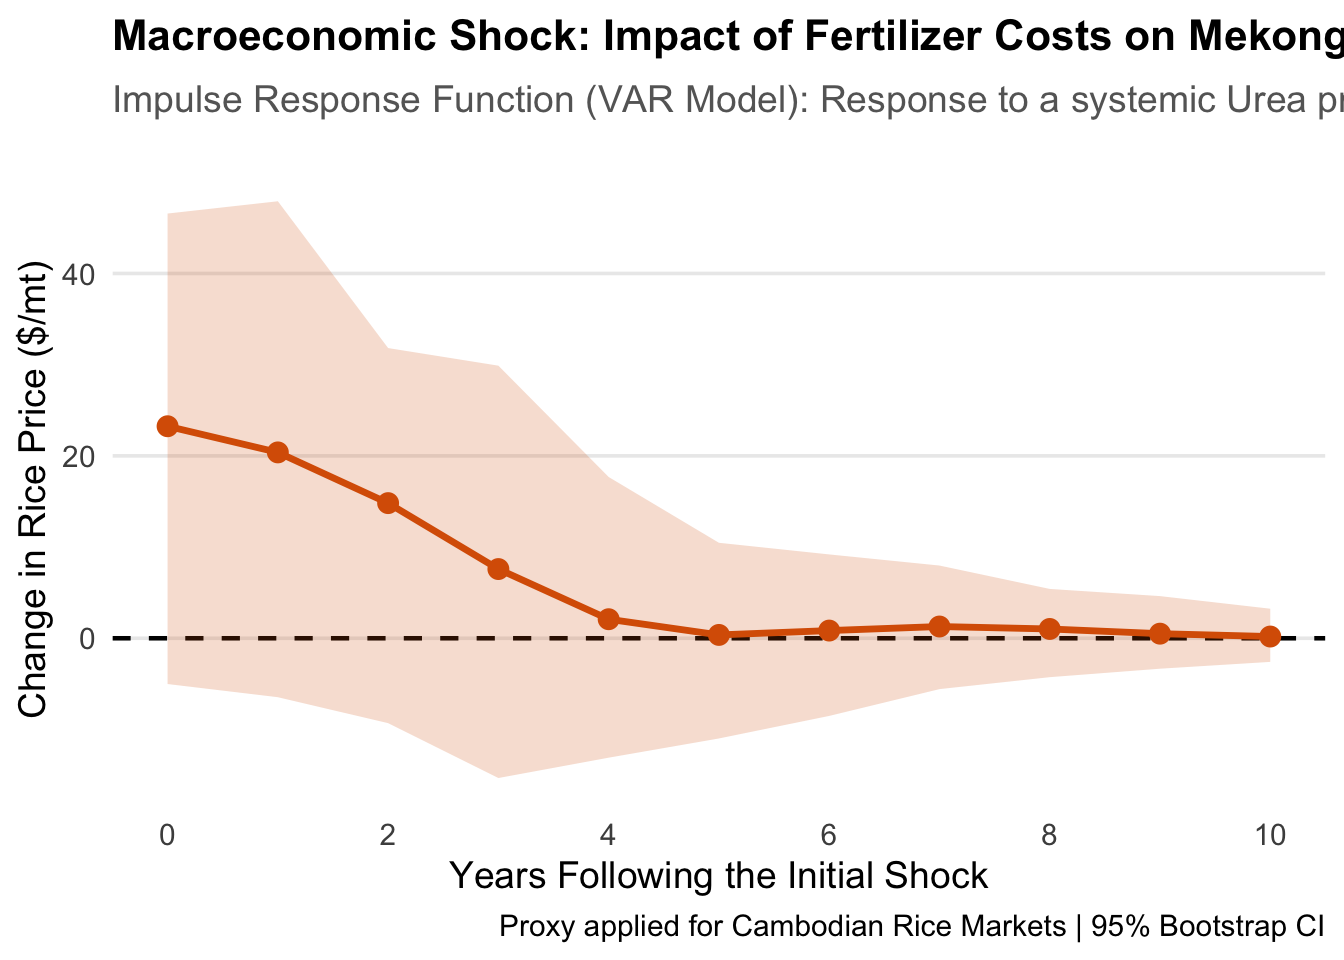 Macroeconomic Shock: Impact of Fertilizer Costs on Mekong
Impulse Response Function (VAR Model): Response to a systemic Urea pr
Change in Rice Price ($/mt)
40
20
0
0 2 4 6 8 10
Years Following the Initial Shock
Proxy applied for Cambodian Rice Markets | 95% Bootstrap CI